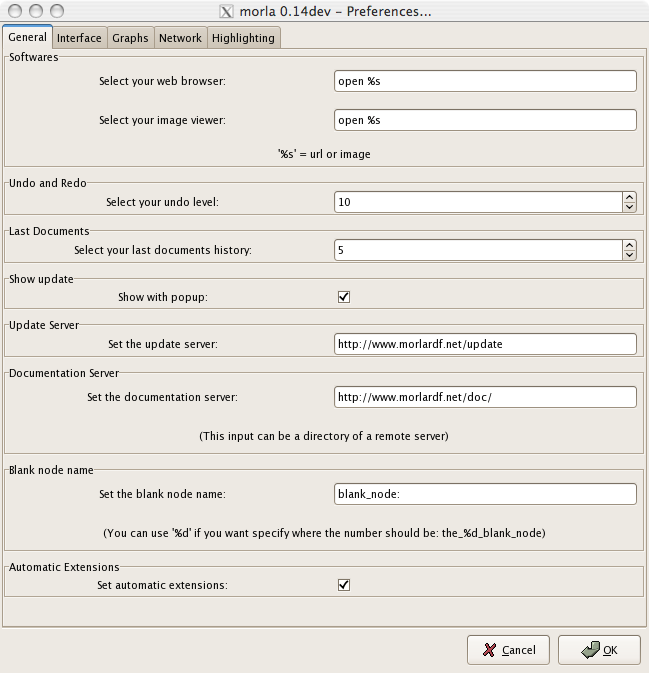 morla 0.14dev – Preferences...
General Interface Graphs Network Highlighting
Softwares
Select your web browser: open %s
Select your image viewer: open %s
'%s' = url or image
Undo and Redo
Select your undo level: 10
Last Documents
Select your last documents history: 5
Show update
Show with popup:
Update Server
Set the update server: http://www.morlardf.net/update
Documentation Server
Set the documentation server: http://www.morlardf.net/doc/
(This input can be a directory of a remote server)
Blank node name
Set the blank node name: blank_node:
(You can use '%d' if you want specify where the number should be: the_%d_blank_node)
Automatic Extensions
Set automatic extensions:
Cancel OK